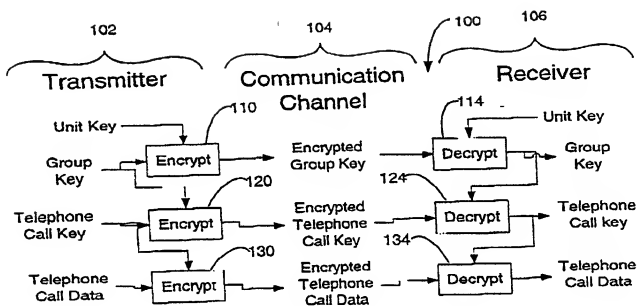 102
104
100
106
Transmitter
Communication
Channel
Receiver
110
114
Unit Key
Unit Key
Group
Key
Encrypt
Encrypted
Group Key
Decrypt
Group
Key
120
124
Telephone
Call Key
Encrypt
Encrypted
Telephone
Call Key
Decrypt
Telephone
Call key
130
134
Telephone
Call Data
Encrypt
Encrypted
Telephone
Call Data
Decrypt
Telephone
Call Data